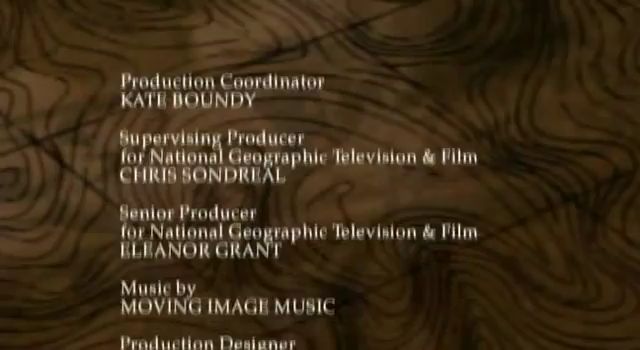 Production Coordinator
KATE BOUNDY
Supervising Producer
for National Geographic Television & Film
CHRIS SONDREAL
Senior Producer
for National Geographic Television & Film
ELEANOR GRANT
Music by
MOVING IMAGE MUSIC
Production Designer